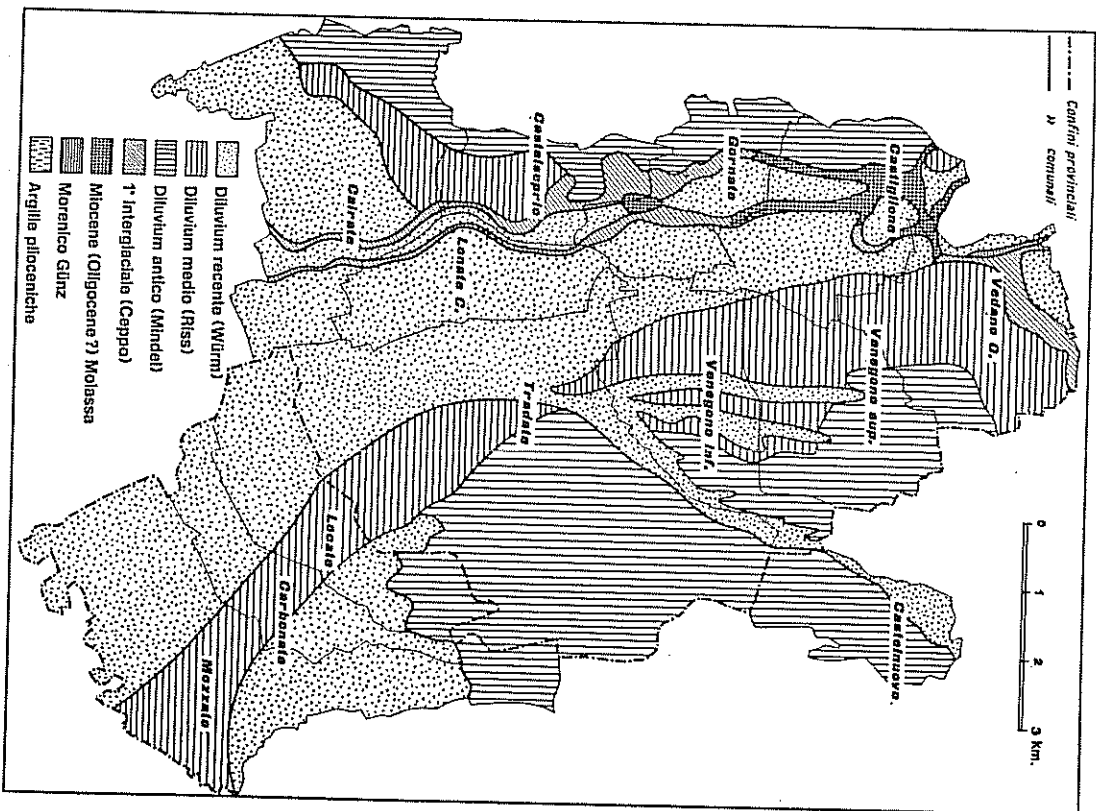 Confini provinciali
» comunali
0 1 2 3 km.
Castelnuovo
Vedano O.
Venegono sup.
Castiglione
Venegono inf.
Gornate
Tradate
Castelseprio
Lonate C.
Locate
Carbonate
Cairate
Mozzate
Diluvium recente (Würm)
Diluvium medio (Riss)
Diluvium antico (Mindel)
1° Interglaciale (Ceppo)
Miocene (Oligocene ?) Molassa
Morenico Günz
Argille plioceniche